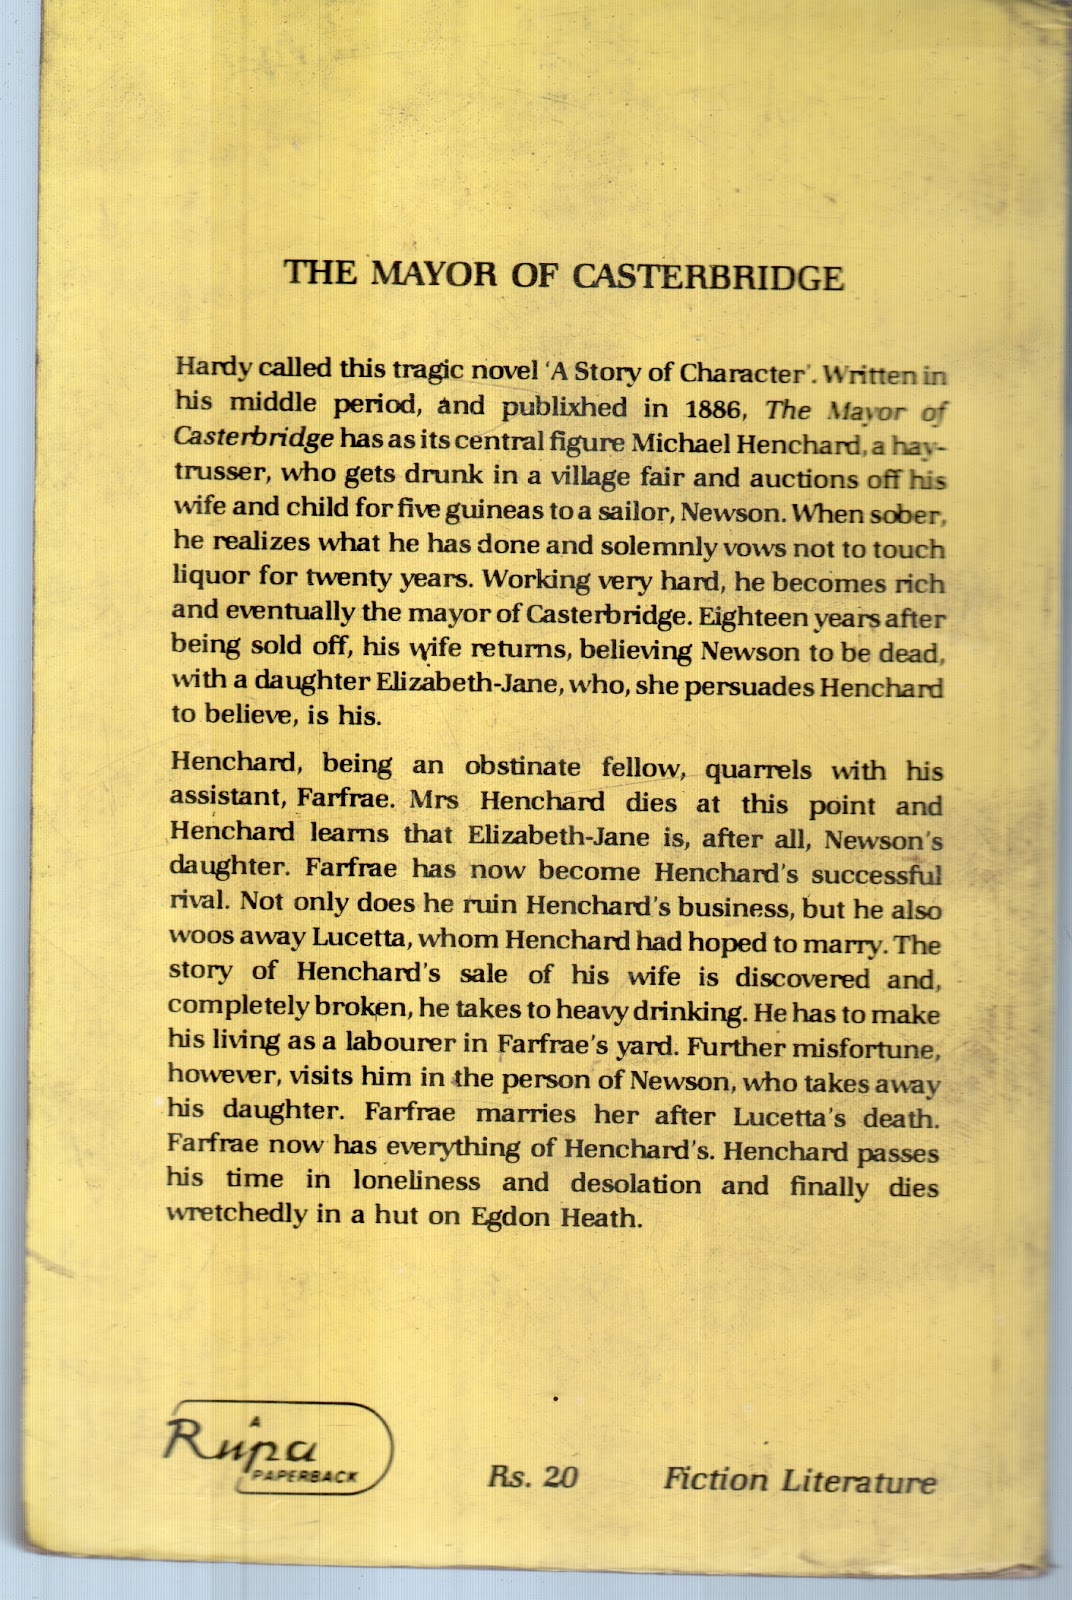 THE MAYOR OF CASTERBRIDGE
Hardy called this tragic novel 'A Story of Character'. Written in
his middle period, and publixhed in 1886, The Mayor of
Casterbridge has as its central figure Michael Henchard, a hay-
trusser, who gets drunk in a village fair and auctions off his
wife and child for five guineas to a sailor, Newson. When sober,
he realizes what he has done and solemnly vows not to touch
liquor for twenty years. Working very hard, he becomes rich
and eventually the mayor of Casterbridge. Eighteen years after
being sold off, his wife returns, believing Newson to be dead,
with a daughter Elizabeth-Jane, who, she persuades Henchard
to believe, is his.
Henchard, being an obstinate fellow, quarrels with his
assistant, Farfrae. Mrs Henchard dies at this point and
Henchard learns that Elizabeth-Jane is, after all, Newson's
daughter. Farfrae has now become Henchard's successful
rival. Not only does he ruin Henchard's business, but he also
woos away Lucetta, whom Henchard had hoped to marry. The
story of Henchard's sale of his wife is discovered and,
completely broken, he takes to heavy drinking. He has to make
his living as a labourer in Farfrae's yard. Further misfortune,
however, visits him in the person of Newson, who takes away
his daughter. Farfrae marries her after Lucetta's death.
Farfrae now has everything of Henchard's. Henchard passes
his time in loneliness and desolation and finally dies
wretchedly in a hut on Egdon Heath.
A
Rupa
PAPERBACK
Rs. 20 Fiction Literature